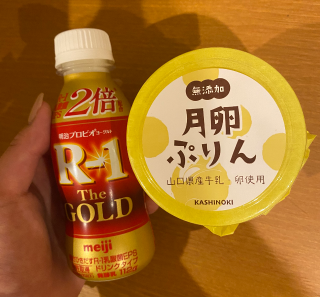 2倍
明治プロビオヨーグルト
R-1
The
GOLD
meiji
ドリンクタイプ
112
無添加
月卵
ぷりん
山口県産牛乳・卵使用
KASHINOKI